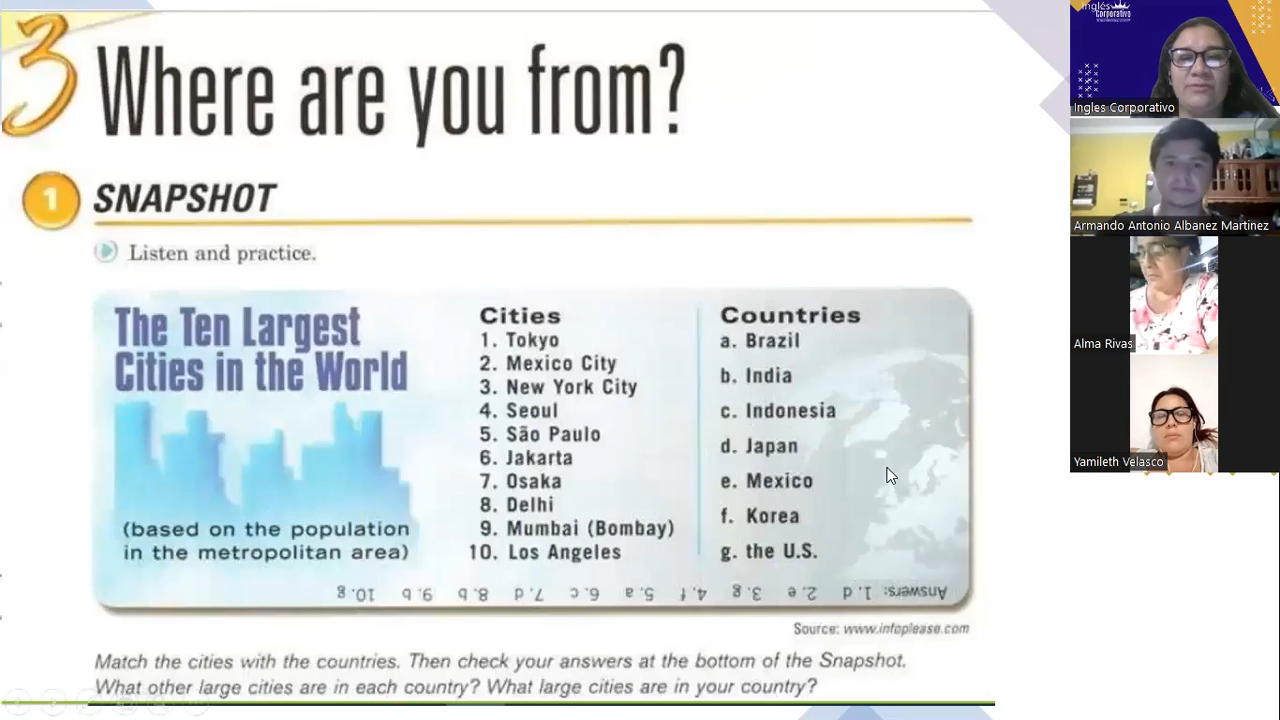 3 Where are you from?
1 SNAPSHOT
Listen and practice.
The Ten Largest
Cities in the World
(based on the population
in the metropolitan area)
Cities
1. Tokyo
2. Mexico City
3. New York City
4. Seoul
5. São Paulo
6. Jakarta
7. Osaka
8. Delhi
9. Mumbai (Bombay)
10. Los Angeles
Countries
a. Brazil
b. India
c. Indonesia
d. Japan
e. Mexico
f. Korea
g. the U.S.
Answers: 1. d 2. e 3. g 4. f 5. a 6. c 7. d 8. b 9. b 10. g
Source: www.infoplease.com
Match the cities with the countries. Then check your answers at the bottom of the Snapshot.
What other large cities are in each country? What large cities are in your country?
Inglés
Corporativo
Ingles Corporativo
Armando Antonio Albanez Martinez
Alma Rivas
Yamileth Velasco